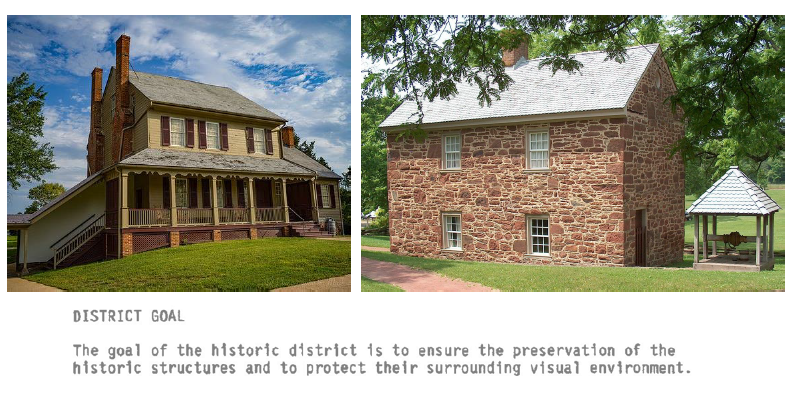 DISTRICT GOAL
The goal of the historic district is to ensure the preservation of the
historic structures and to protect their surrounding visual environment.